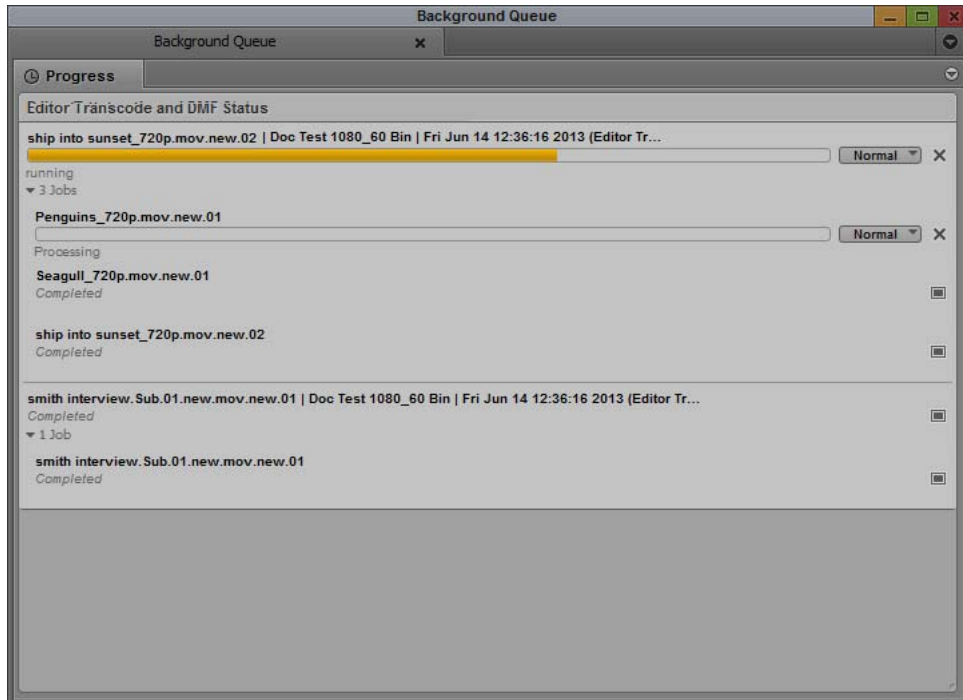 Background Queue
Background Queue
Progress
Editor Transcode and DMF Status
ship into sunset_720p.mov.new.02 | Doc Test 1080_60 Bin | Fri Jun 14 12:36:16 2013 (Editor Tr...
Normal
running
3 Jobs
Penguins_720p.mov.new.01
Normal
Processing
Seagull_720p.mov.new.01
Completed
ship into sunset_720p.mov.new.02
Completed
smith interview.Sub.01.new.mov.new.01 | Doc Test 1080_60 Bin | Fri Jun 14 12:36:16 2013 (Editor Tr...
Completed
1 Job
smith interview.Sub.01.new.mov.new.01
Completed